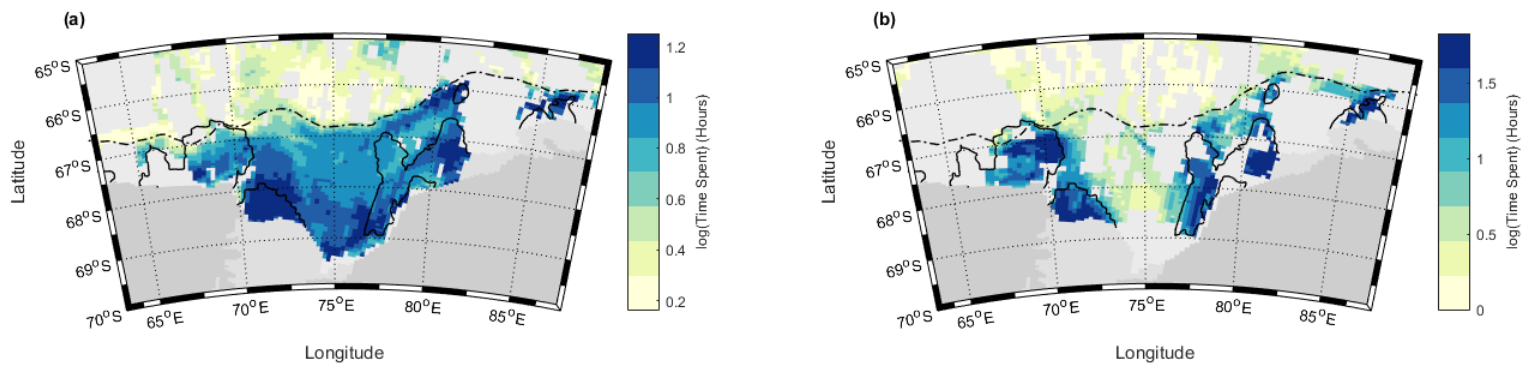 (a)
65°S
66°S
67°S
68°S
69°S
70°S
65°E
70°E
75°E
80°E
85°E
Latitude
Longitude
1.2
1
0.8
0.6
0.4
0.2
log(Time Spent) (Hours)
(b)
65°S
66°S
67°S
68°S
69°S
70°S
65°E
70°E
75°E
80°E
85°E
Latitude
Longitude
1.5
1
0.5
0
log(Time Spent) (Hours)